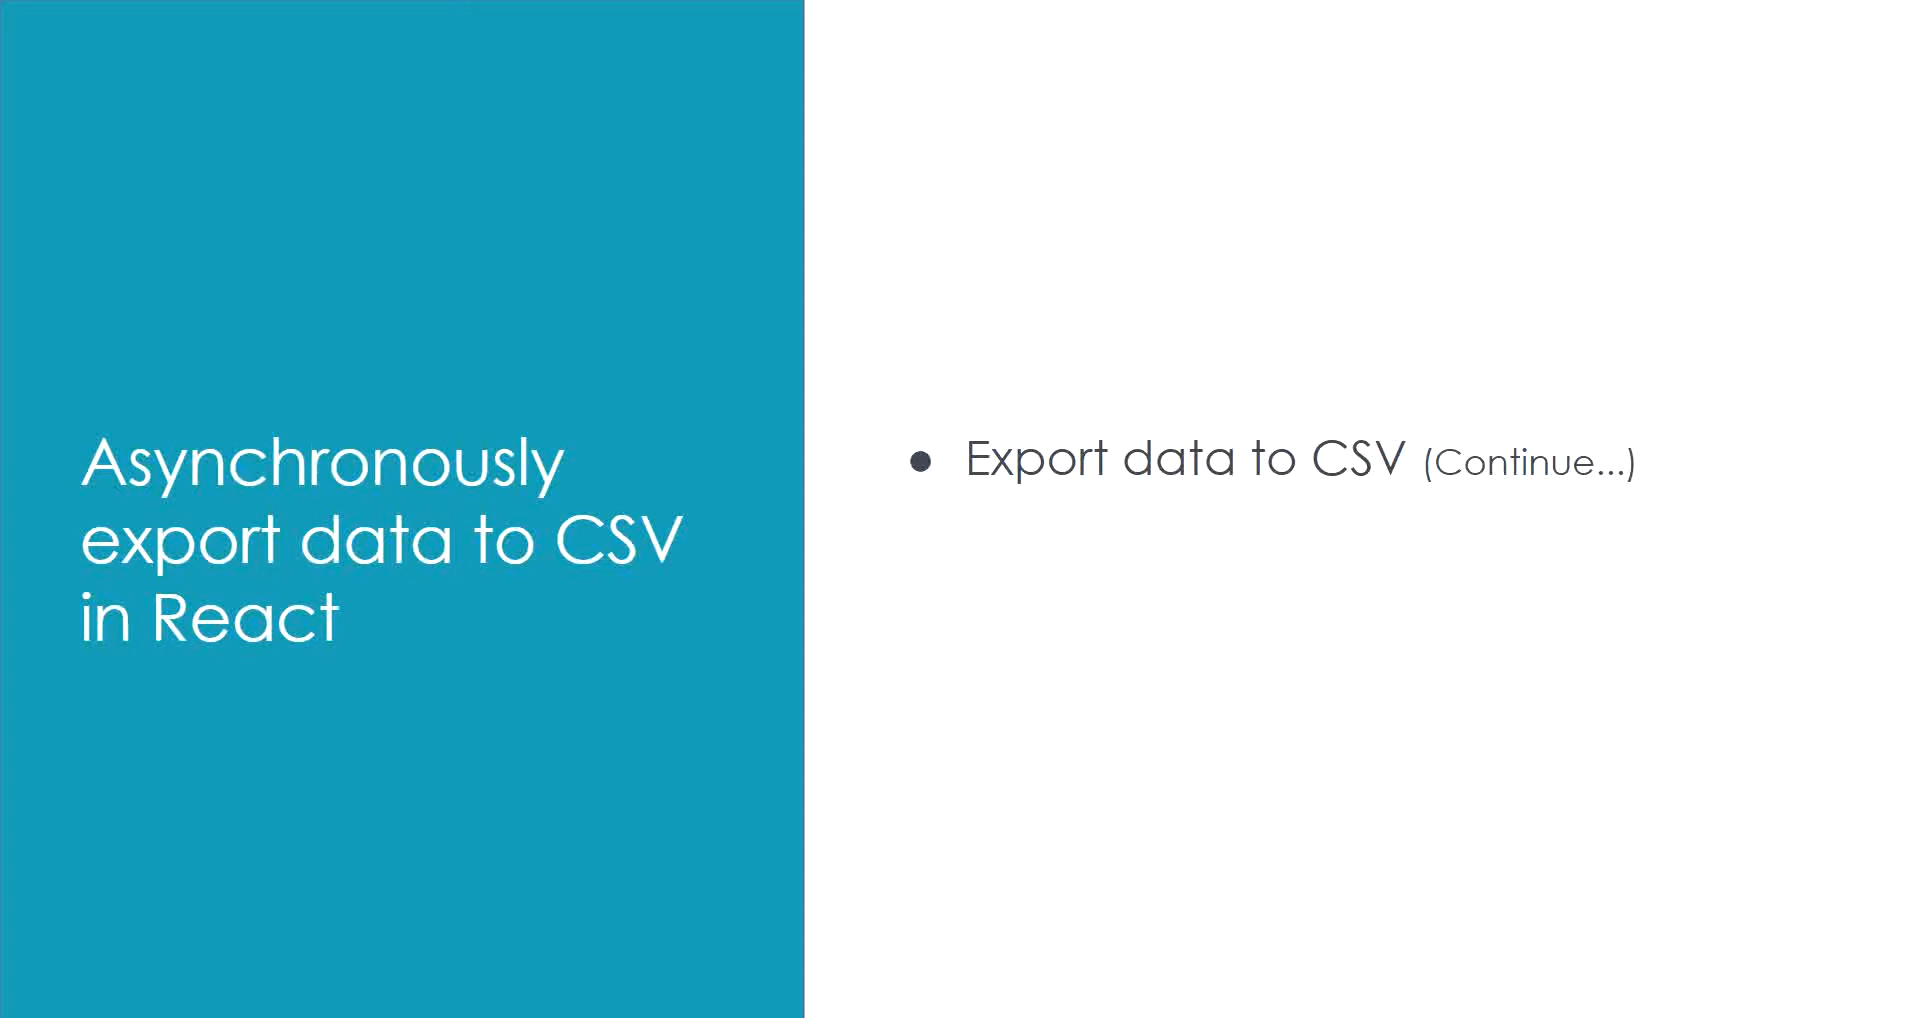 Asynchronously
export data to CSV
in React
● Export data to CSV (Continue...)